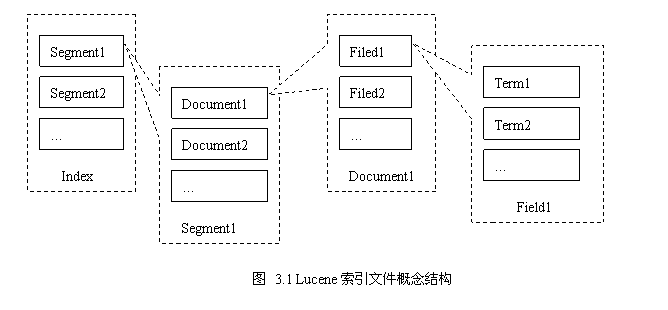 Segment1
Segment2
...
Index
Document1
Document2
...
Segment1
Filed1
Filed2
...
Document1
Term1
Term2
...
Field1
图 3.1 Lucene 索引文件概念结构